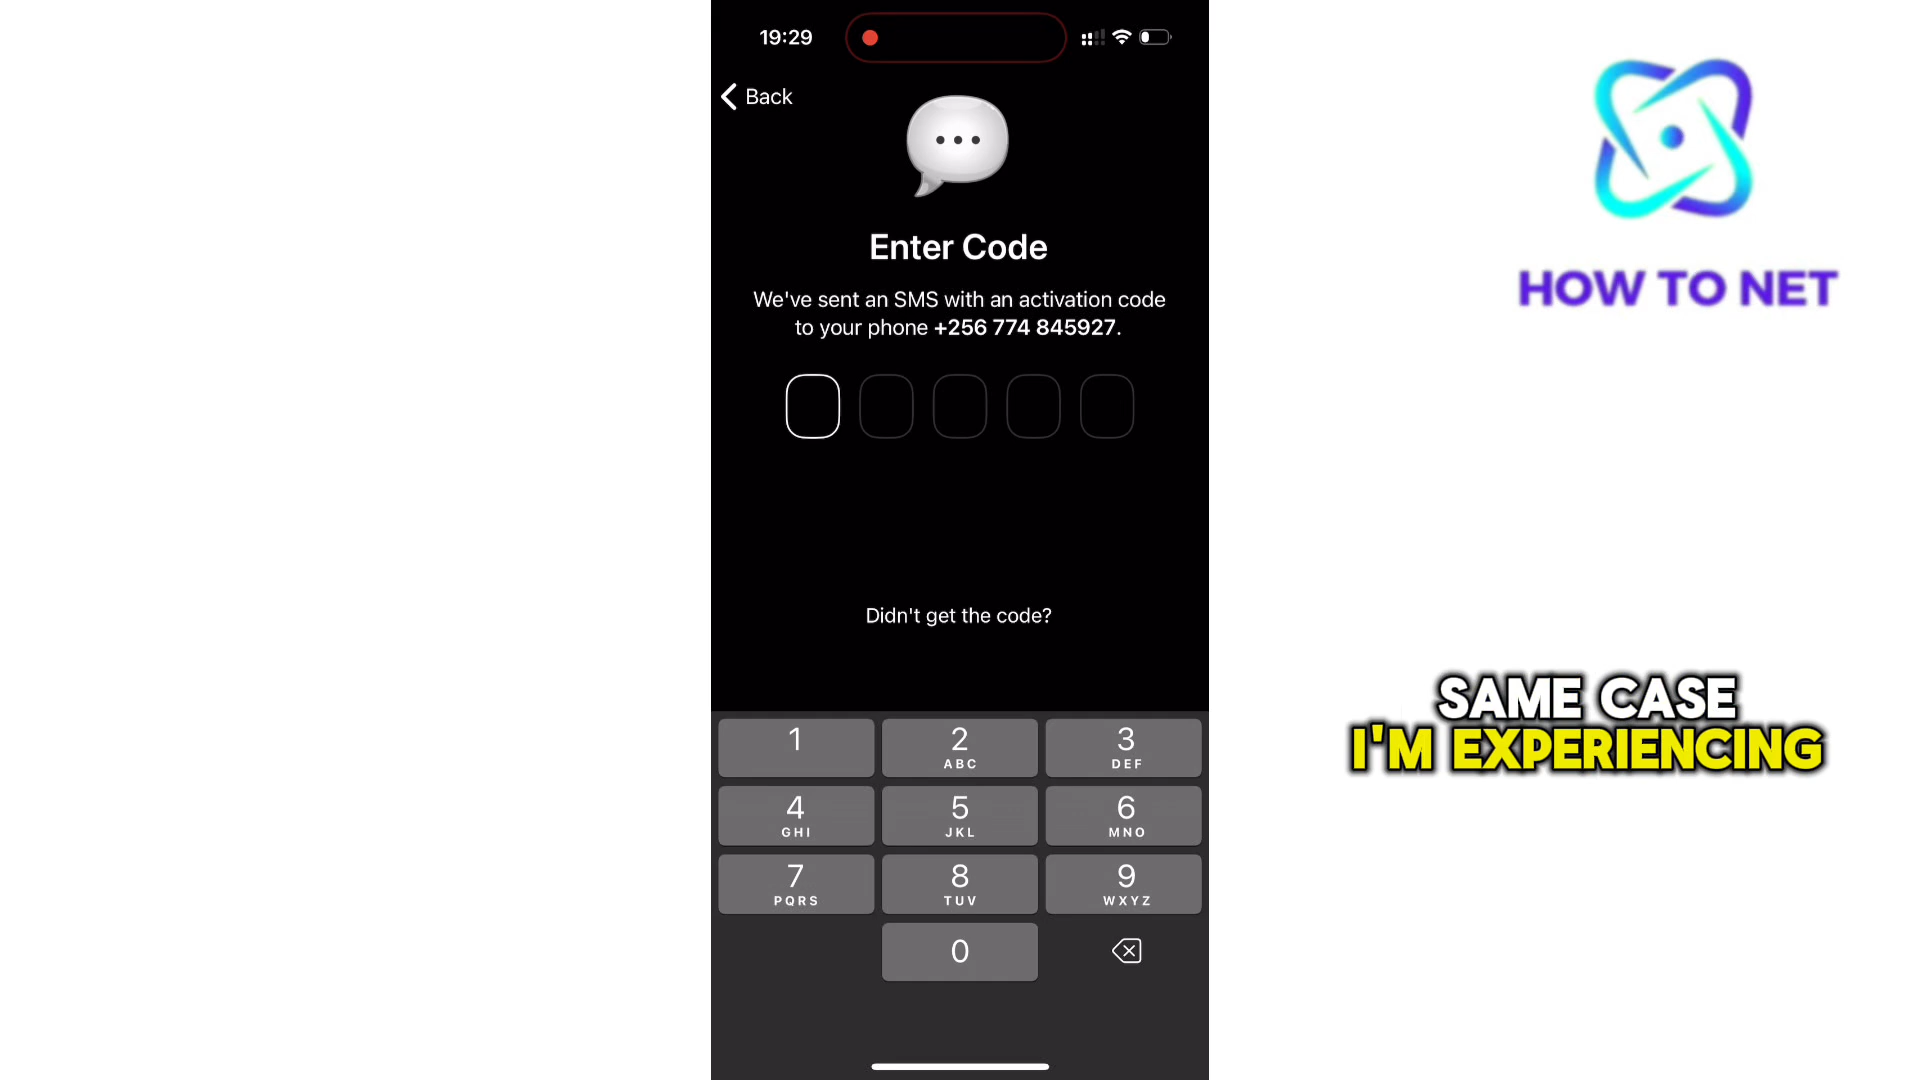 19:29
Back
Enter Code
We've sent an SMS with an activation code
to your phone +256 774 845927.
Didn't get the code?
1
2
ABC
3
DEF
4
GHI
5
JKL
6
MNO
7
PQRS
8
TUV
9
WXYZ
0
HOW TO NET
SAME CASE
I'M EXPERIENCING